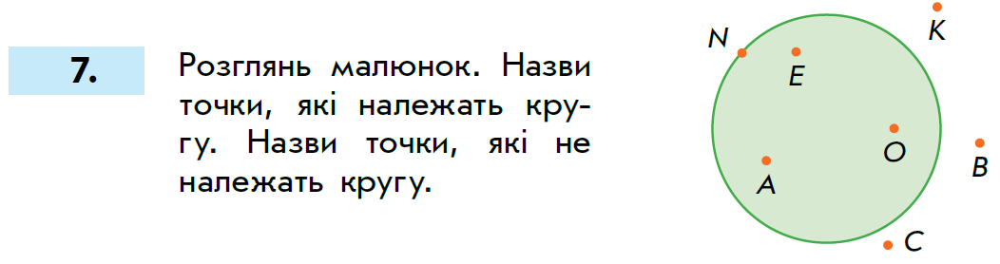 7.
Розглянь малюнок. Назви
точки, які належать кру-
гу. Назви точки, які не
належать кругу.
N
E
K
O
B
A
C